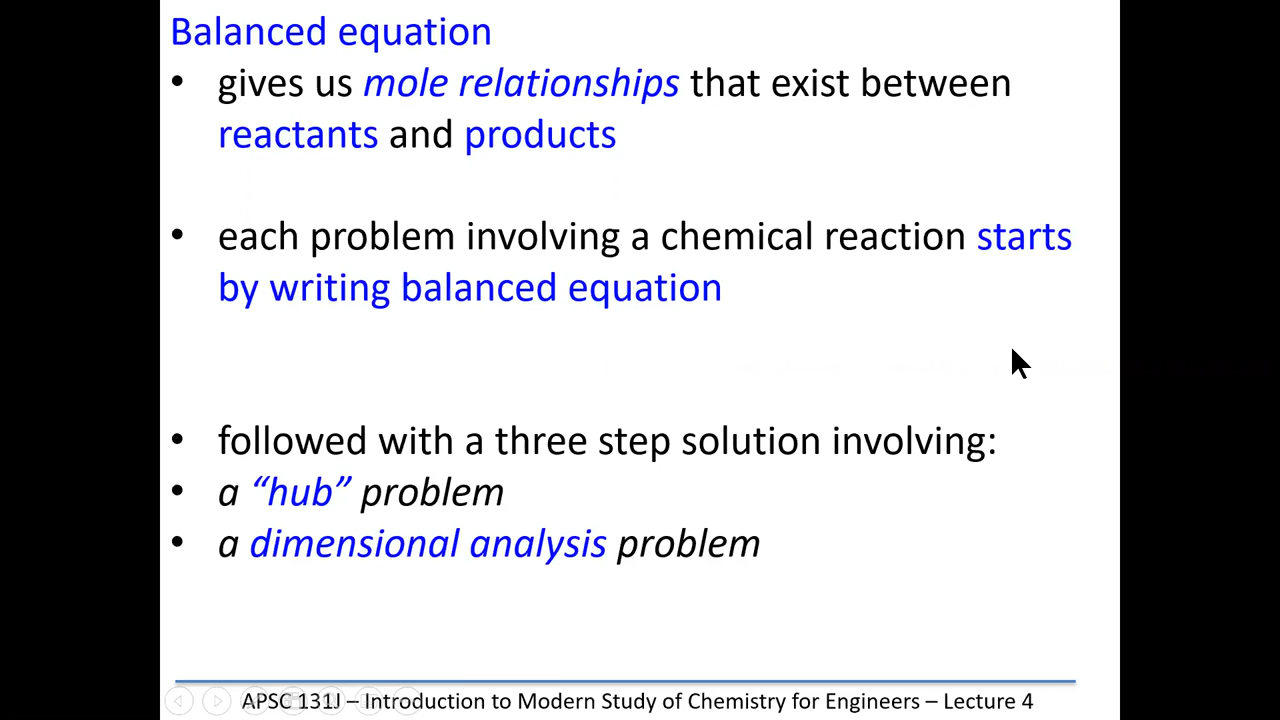 Balanced equation
• gives us mole relationships that exist between
reactants and products
• each problem involving a chemical reaction starts
by writing balanced equation
• followed with a three step solution involving:
• a “hub” problem
• a dimensional analysis problem
APSC 131J – Introduction to Modern Study of Chemistry for Engineers – Lecture 4